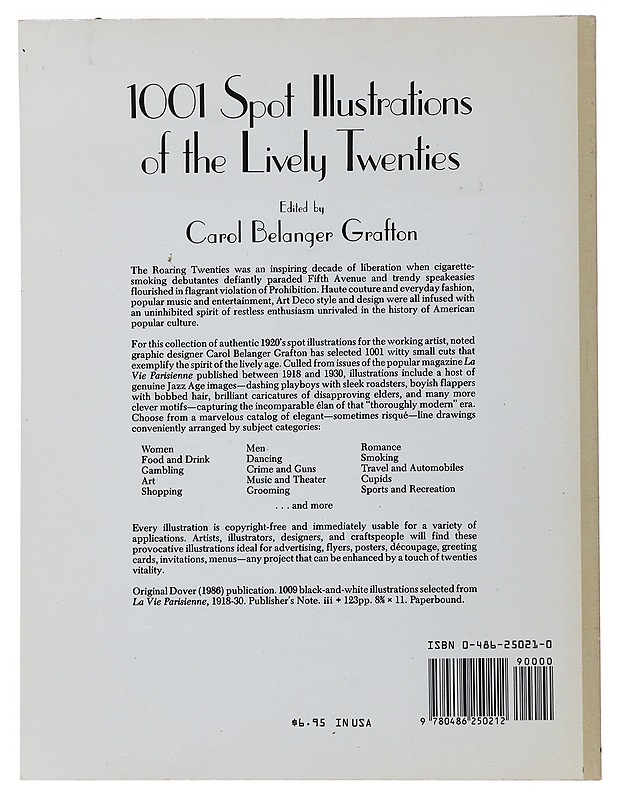 1001 Spot Illustrations
of the Lively Twenties
Edited by
Carol Belanger Grafton
The Roaring Twenties was an inspiring decade of liberation when cigarette-
smoking debutantes defiantly paraded Fifth Avenue and trendy speakeasies
flourished in flagrant violation of Prohibition. Haute couture and everyday fashion,
popular music and entertainment, Art Deco style and design were all infused with
an uninhibited spirit of restless enthusiasm unrivaled in the history of American
popular culture.
For this collection of authentic 1920's spot illustrations for the working artist, noted
graphic designer Carol Belanger Grafton has selected 1001 witty small cuts that
exemplify the spirit of the lively age. Culled from issues of the popular magazine La
Vie Parisienne published between 1918 and 1930, illustrations include a host of
genuine Jazz Age images—dashing playboys with sleek roadsters, boyish flappers
with bobbed hair, brilliant caricatures of disapproving elders, and many more
clever motifs—capturing the incomparable élan of that "thoroughly modern" era.
Choose from a marvelous catalog of elegant—sometimes risqué—line drawings
conveniently arranged by subject categories:
Women Men Romance
Food and Drink Dancing Smoking
Gambling Crime and Guns Travel and Automobiles
Art Music and Theater Cupids
Shopping Grooming Sports and Recreation
. . . and more
Every illustration is copyright-free and immediately usable for a variety of
applications. Artists, illustrators, designers, and craftspeople will find these
provocative illustrations ideal for advertising, flyers, posters, découpage, greeting
cards, invitations, menus—any project that can be enhanced by a touch of twenties
vitality.
Original Dover (1986) publication. 1009 black-and-white illustrations selected from
La Vie Parisienne, 1918-30. Publisher's Note. iii + 123pp. 8⅜ × 11. Paperbound.
ISBN 0-486-25021-0
90000
9 780486 250212
$6.95 IN USA